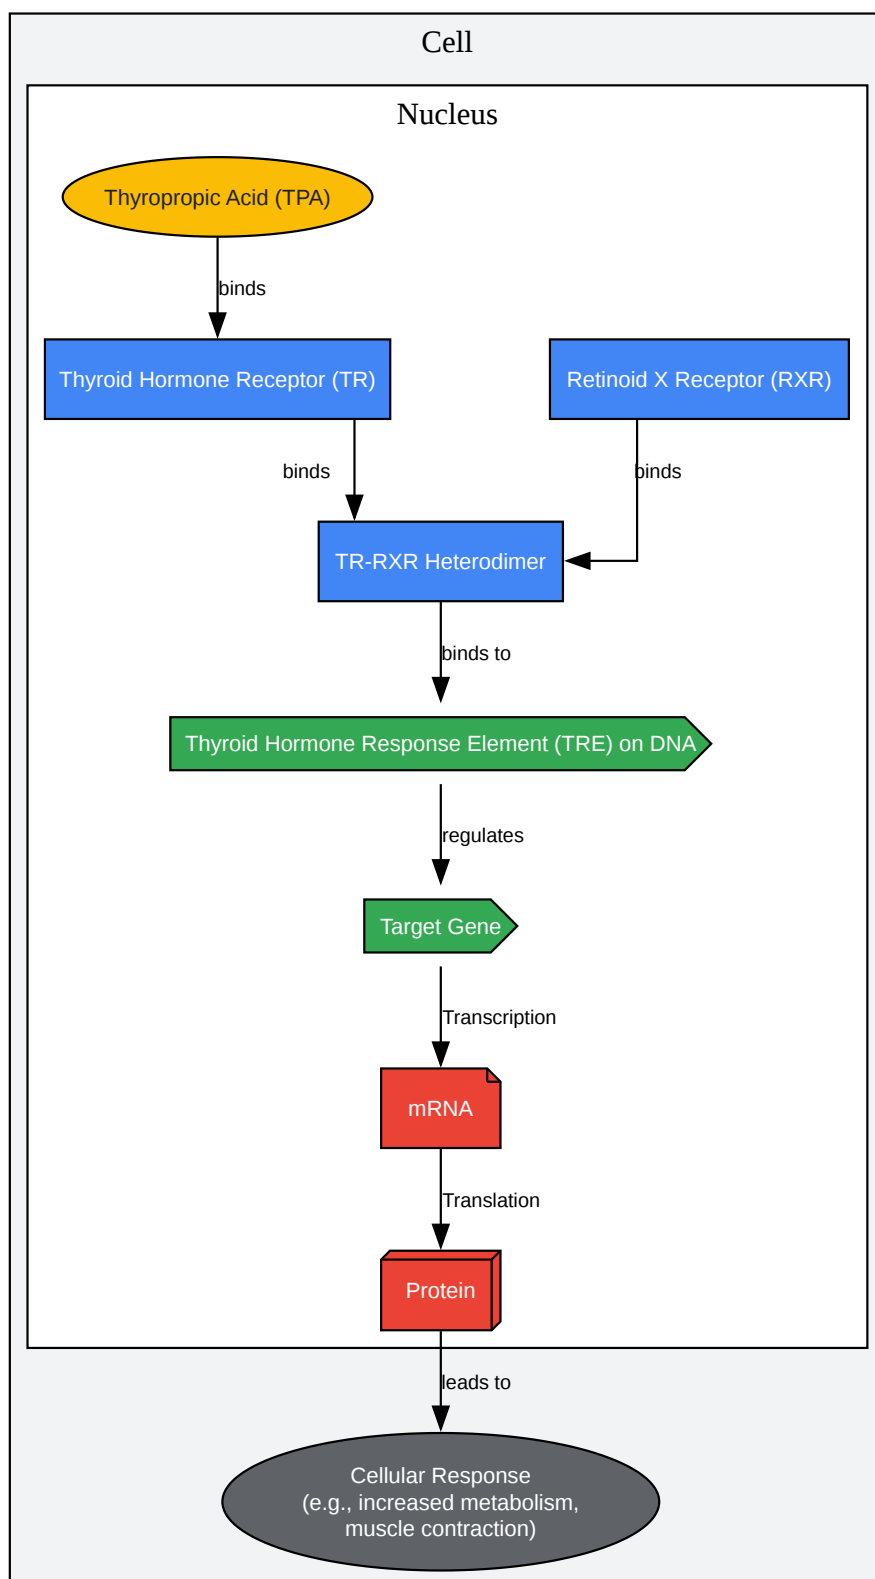 Cell
Nucleus
Thyropropic Acid (TPA)
binds
Thyroid Hormone Receptor (TR)
Retinoid X Receptor (RXR)
binds
binds
TR-RXR Heterodimer
binds to
Thyroid Hormone Response Element (TRE) on DNA
regulates
Target Gene
Transcription
mRNA
Translation
Protein
leads to
Cellular Response
(e.g., increased metabolism,
muscle contraction)